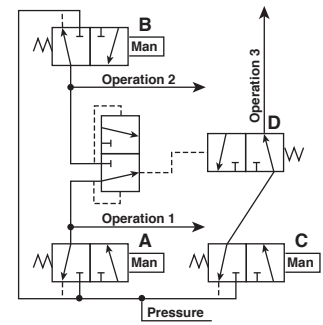 B
Man
Operation 2
Operation 3
D
Operation 1
A
Man
C
Man
Pressure